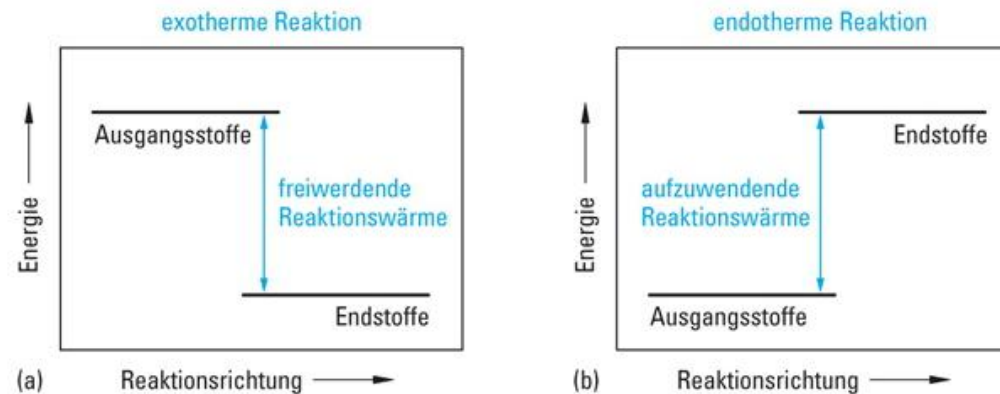 exotherme Reaktion
Energie
Ausgangsstoffe
freiwerdende
Reaktionswärme
Endstoffe
(a)
Reaktionsrichtung
endotherme Reaktion
Energie
Endstoffe
aufzuwendende
Reaktionswärme
Ausgangsstoffe
(b)
Reaktionsrichtung